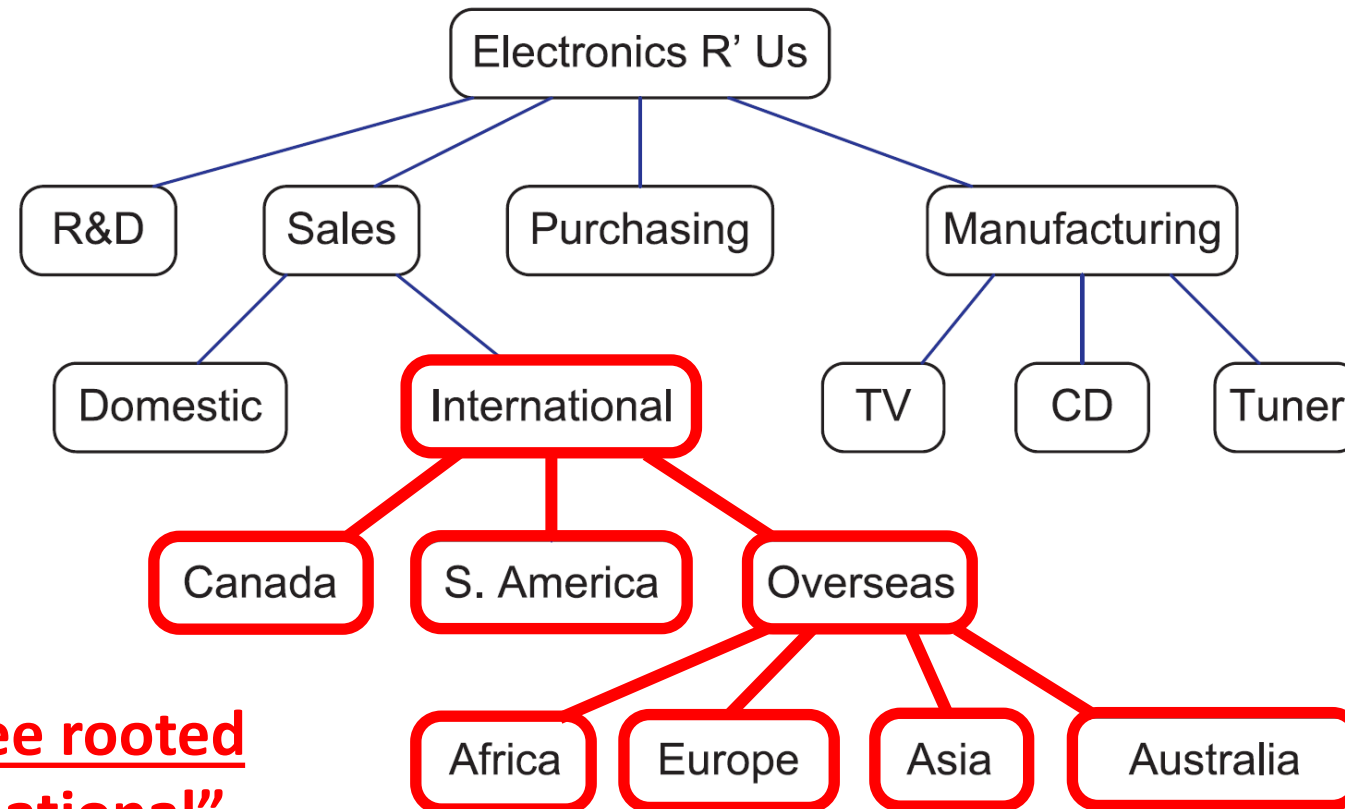 Electronics R' Us
R&D Sales Purchasing Manufacturing
Domestic International TV CD Tuner
Canada S. America Overseas
ee rooted
Africa Europe Asia Australia
ational”